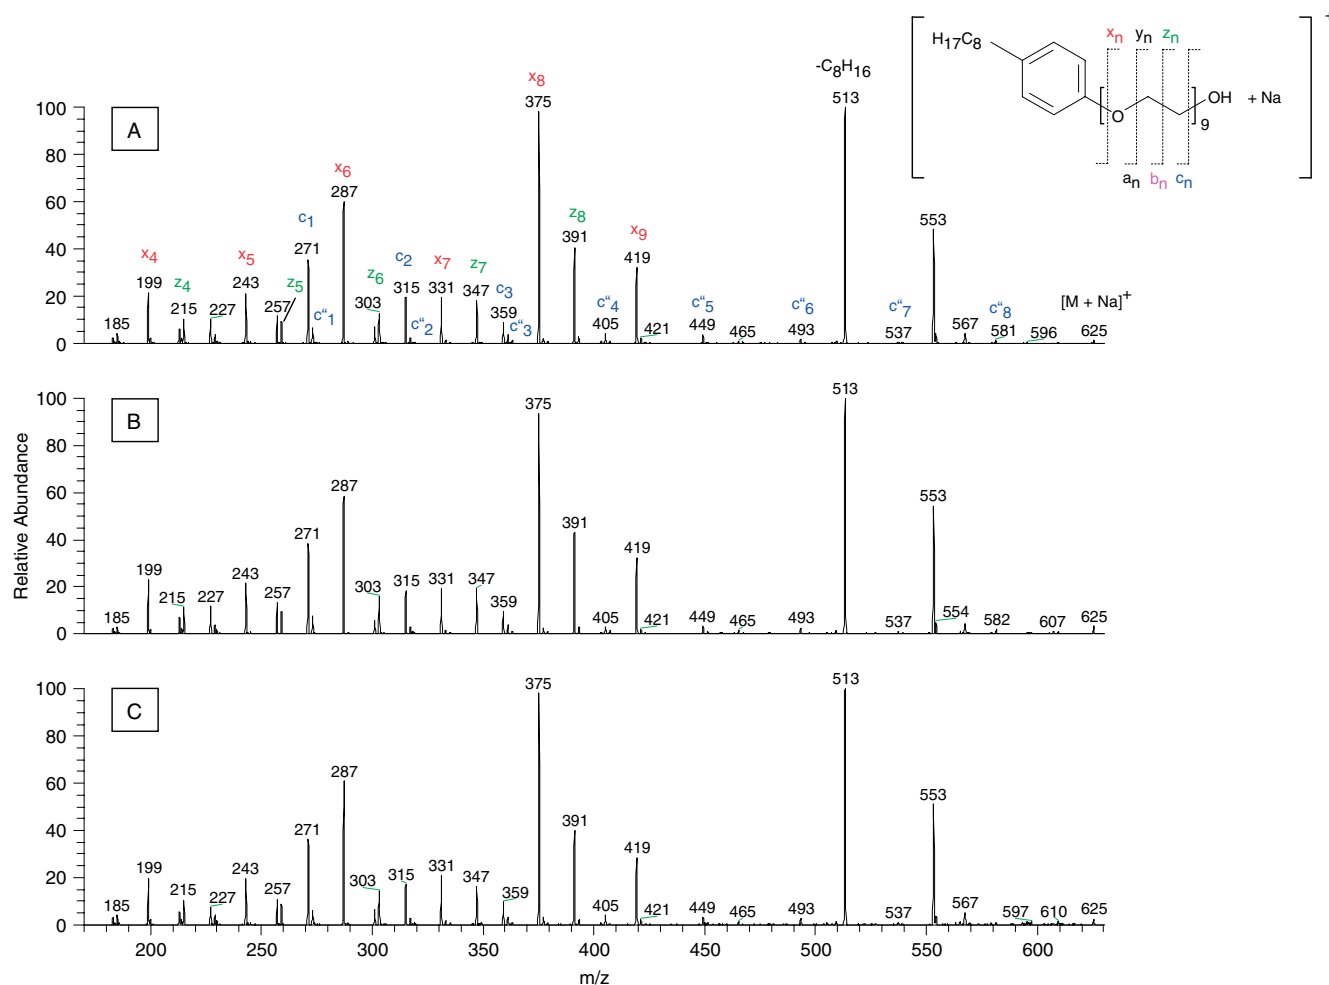 H17C8
xn yn zn
O
9
OH + Na
an bn cn
+
A
100
80
60
40
20
0
185
x4
199
z4
215
227
x5
243
257
z5
c1
271
c“1
x6
287
z6
303
c2
315
c“2
x7
331
z7
347
c3
359
c“3
x8
375
z8
391
c“4
405
x9
419
421
c“5
449
465
c“6
493
-C8H16
513
c“7
537
553
567
c“8
581
596
[M + Na]+
625
Relative Abundance
B
100
80
60
40
20
0
185
199
215
227
243
257
271
287
303
315
331
347
359
375
391
405
419
421
449
465
493
513
537
553
554
582
607
625
C
100
80
60
40
20
0
185
199
215
227
243
257
271
287
303
315
331
347
359
375
391
405
419
421
449
465
493
513
537
553
567
597
610
625
200 250 300 350 400 450 500 550 600
m/z